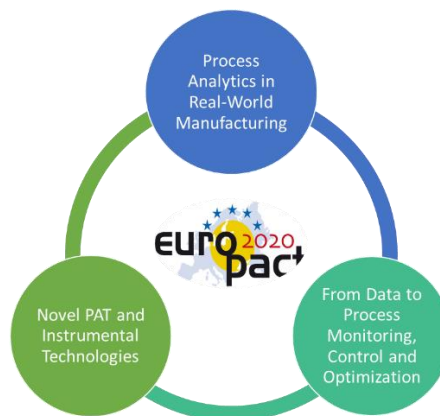 Process
Analytics in
Real-World
Manufacturing
euro 2020
pact
Novel PAT and
Instrumental
Technologies
From Data to
Process
Monitoring,
Control and
Optimization